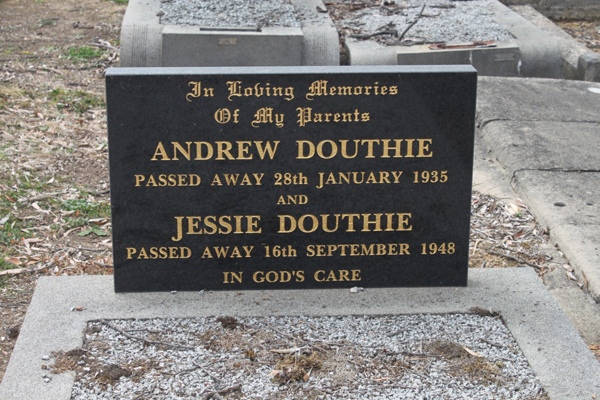 In Loving Memories
Of My Parents
ANDREW DOUTHIE
PASSED AWAY 28th JANUARY 1935
AND
JESSIE DOUTHIE
PASSED AWAY 16th SEPTEMBER 1948
IN GOD'S CARE